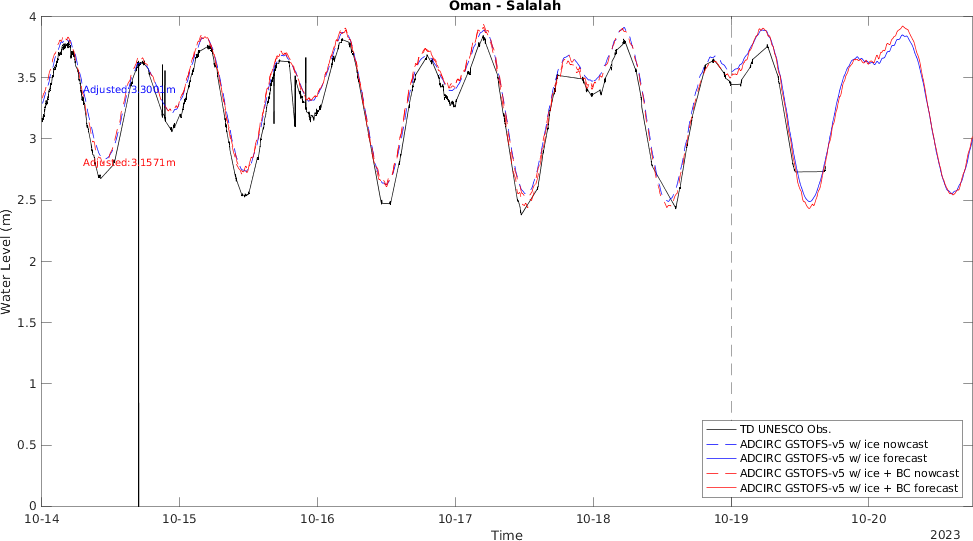 Oman - Salalah
4
3.5
3
2.5
2
1.5
1
0.5
0
Water Level (m)
Adjusted:3.3001m
Adjusted:3.1571m
TD UNESCO Obs.
ADCIRC GSTOFS-v5 w/ ice nowcast
ADCIRC GSTOFS-v5 w/ ice forecast
ADCIRC GSTOFS-v5 w/ ice + BC nowcast
ADCIRC GSTOFS-v5 w/ ice + BC forecast
10-14 10-15 10-16 10-17 10-18 10-19 10-20
Time
2023